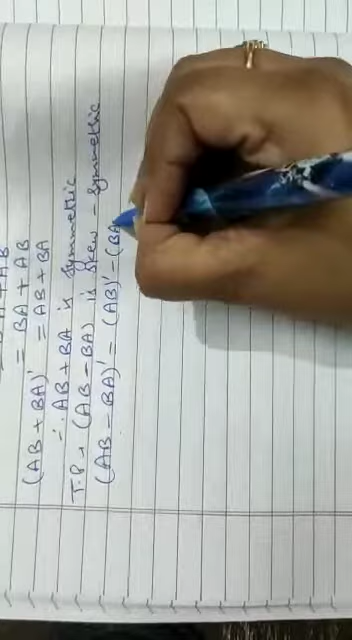 = BA + AB
(AB + BA)' = AB + BA
∴ AB + BA is Symmetric
T.P. (AB - BA) is Skew - Symmetric
(AB - BA)' = (AB)' - (BA